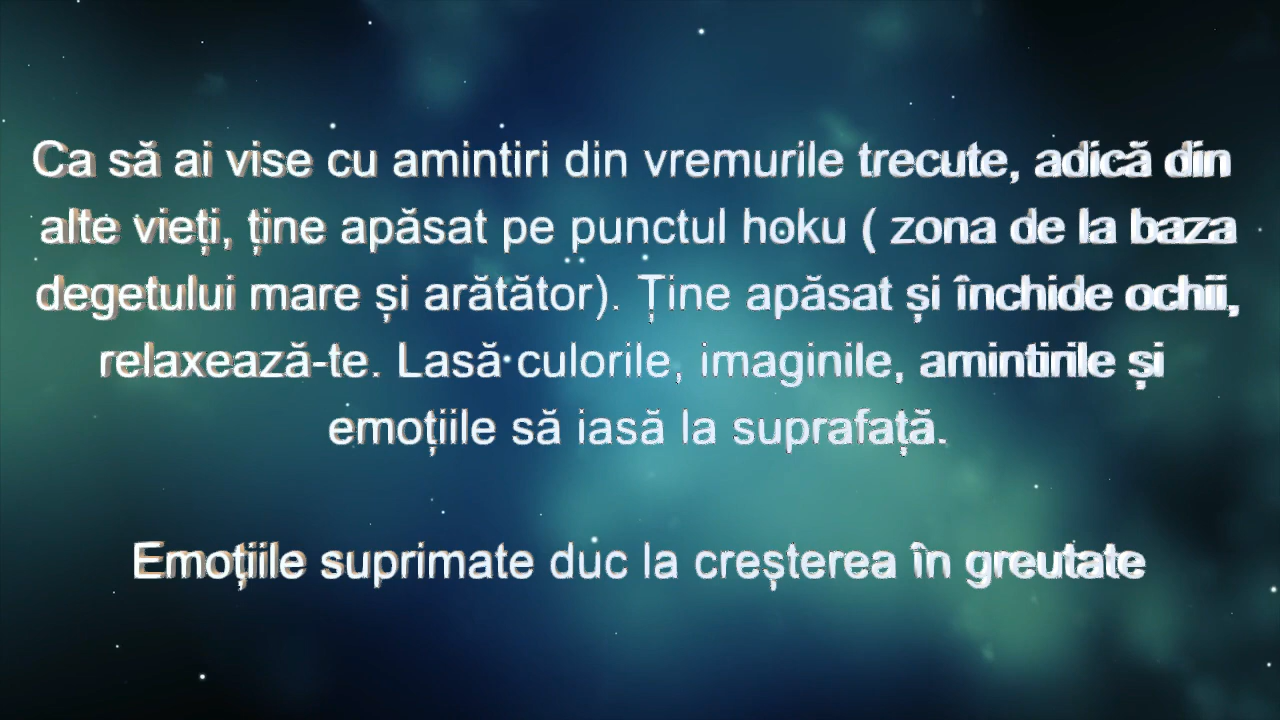 Ca să ai vise cu amintiri din vremurile trecute, adică din
alte vieți, ține apăsat pe punctul hoku ( zona de la baza
degetului mare și arătător). Ține apăsat și închide ochii,
relaxează-te. Lasă culorile, imaginile, amintirile și
emoțiile să iasă la suprafață.
Emoțiile suprimate duc la creșterea în greutate